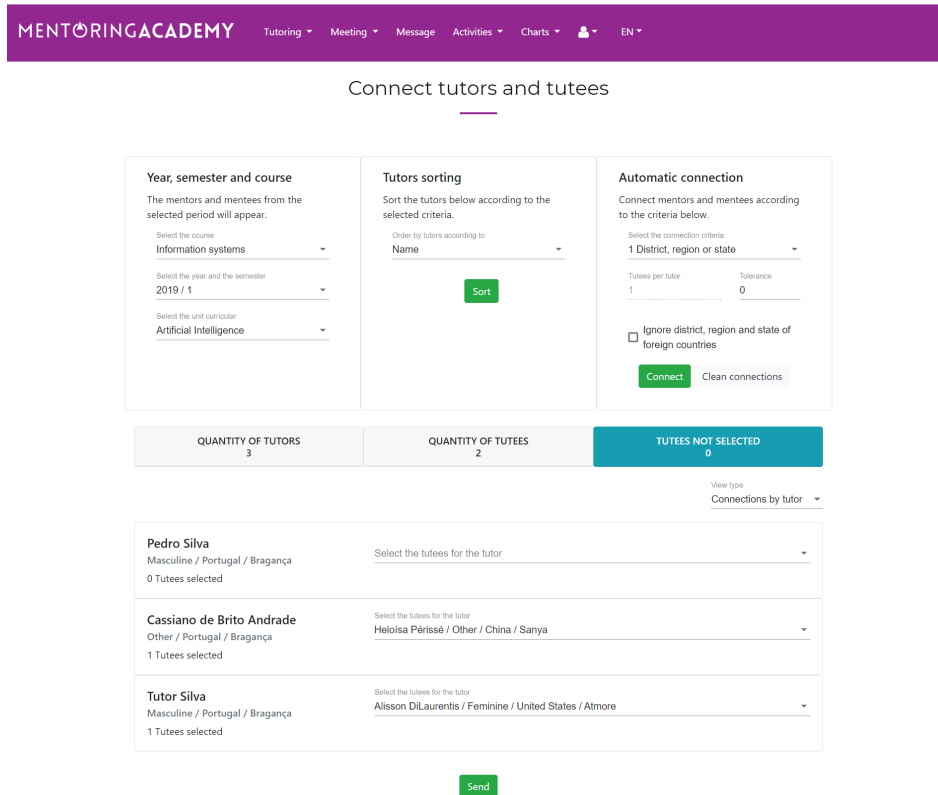 MENTORINGACADEMY Tutoring Meeting Message Activities Charts EN
Connect tutors and tutees
Year, semester and course
The mentors and mentees from the
selected period will appear.
Select the course
Information systems
Select the year and the semester
2019 / 1
Select the unit curricular
Artificial Intelligence
Tutors sorting
Sort the tutors below according to the
selected criteria.
Order by tutors according to
Name
Sort
Automatic connection
Connect mentors and mentees according
to the criteria below.
Select the connection criteria
1 District, region or state
Tutees per tutor Tolerance
1 0
Ignore district, region and state of
foreign countries
Connect Clean connections
QUANTITY OF TUTORS
3
QUANTITY OF TUTEES
2
TUTEES NOT SELECTED
0
View type
Connections by tutor
Pedro Silva
Masculine / Portugal / Bragança
0 Tutees selected
Select the tutees for the tutor
Cassiano de Brito Andrade
Other / Portugal / Bragança
1 Tutees selected
Select the tutees for the tutor
Heloísa Périssé / Other / China / Sanya
Tutor Silva
Masculine / Portugal / Bragança
1 Tutees selected
Select the tutees for the tutor
Alisson DiLaurentis / Feminine / United States / Atmore
Send